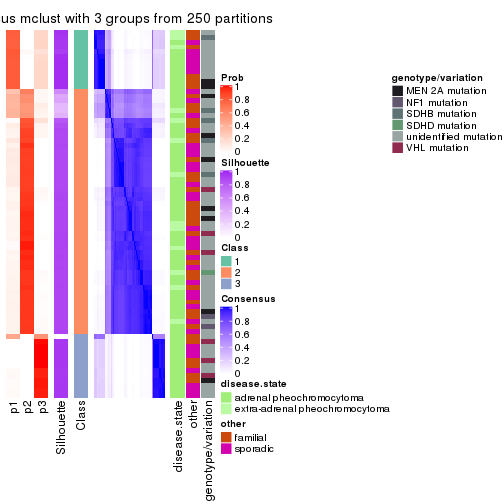 us mclust with 3 groups from 250 partitions
Prob
1
0.8
0.6
0.4
0.2
0
Silhouette
1
0.8
0.6
0.4
0.2
0
Class
1
2
3
Consensus
1
0.8
0.6
0.4
0.2
0
disease.state
adrenal pheochromocytoma
extra-adrenal pheochromocytoma
other
familial
sporadic
genotype/variation
MEN 2A mutation
NF1 mutation
SDHB mutation
SDHD mutation
unidentified mutation
VHL mutation
p1
p2
p3
Silhouette
Class
disease.state
other
genotype/variation